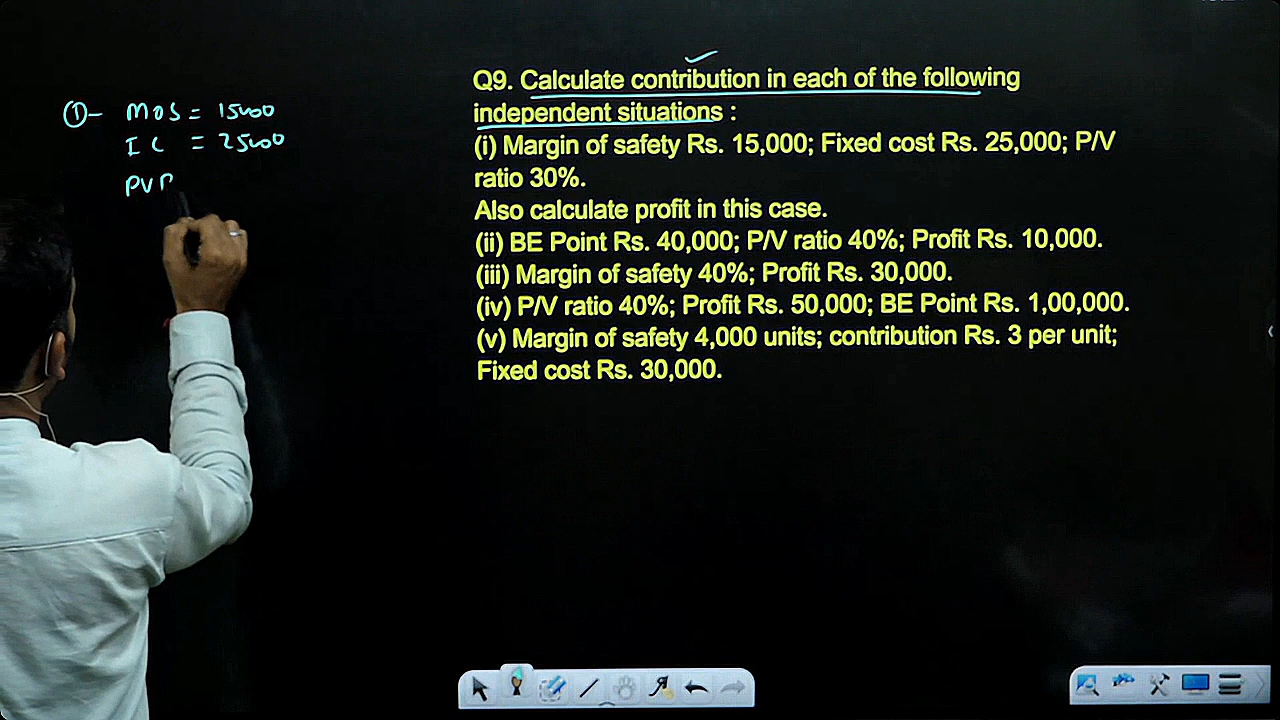 Q9. Calculate contribution in each of the following
independent situations :
(i) Margin of safety Rs. 15,000; Fixed cost Rs. 25,000; P/V
ratio 30%.
Also calculate profit in this case.
(ii) BE Point Rs. 40,000; P/V ratio 40%; Profit Rs. 10,000.
(iii) Margin of safety 40%; Profit Rs. 30,000.
(iv) P/V ratio 40%; Profit Rs. 50,000; BE Point Rs. 1,00,000.
(v) Margin of safety 4,000 units; contribution Rs. 3 per unit;
Fixed cost Rs. 30,000.
①- MOS = 15000
IC = 25000
PVR